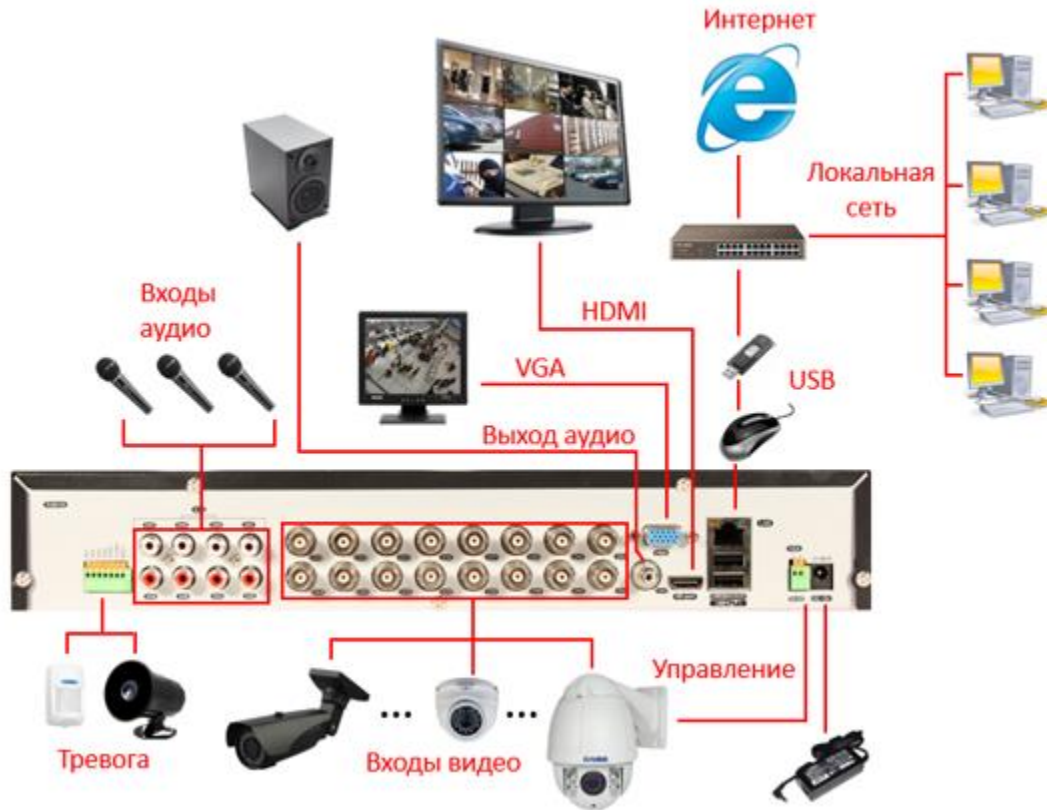 Интернет
Локальная
сеть
Входы
аудио
HDMI
VGA
USB
Выход аудио
Управление
Тревога
Входы видео